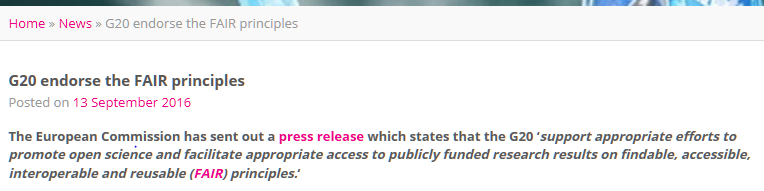 Home » News » G20 endorse the FAIR principles
G20 endorse the FAIR principles
Posted on 13 September 2016
The European Commission has sent out a press release which states that the G20 ‘support appropriate efforts to
promote open science and facilitate appropriate access to publicly funded research results on findable, accessible,
interoperable and reusable (FAIR) principles.‘